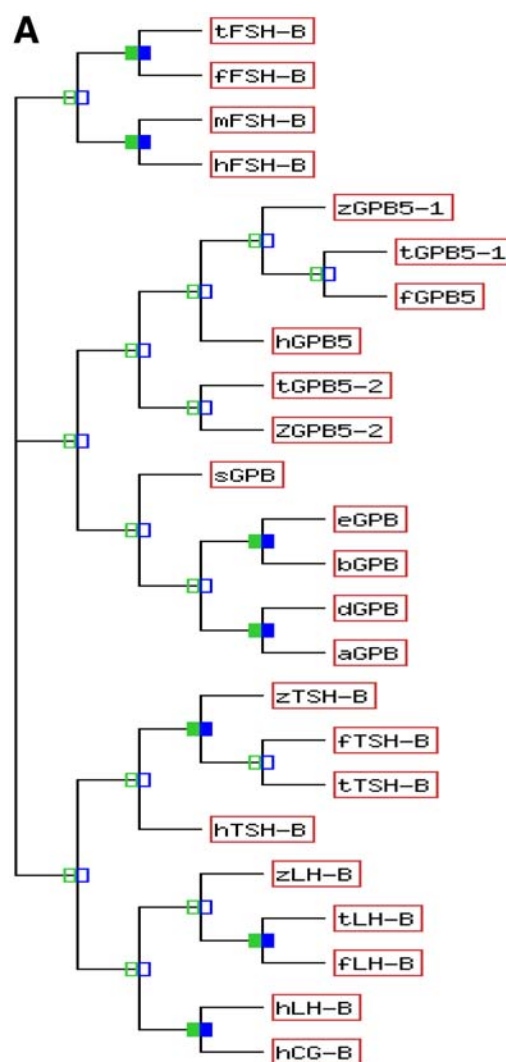 A
tFSH-B
fFSH-B
mFSH-B
hFSH-B
zGPB5-1
tGPB5-1
fGPB5
hGPB5
tGPB5-2
ZGPB5-2
sGPB
eGPB
bGPB
dGPB
aGPB
zTSH-B
fTSH-B
tTSH-B
hTSH-B
zLH-B
tLH-B
fLH-B
hLH-B
hCG-B